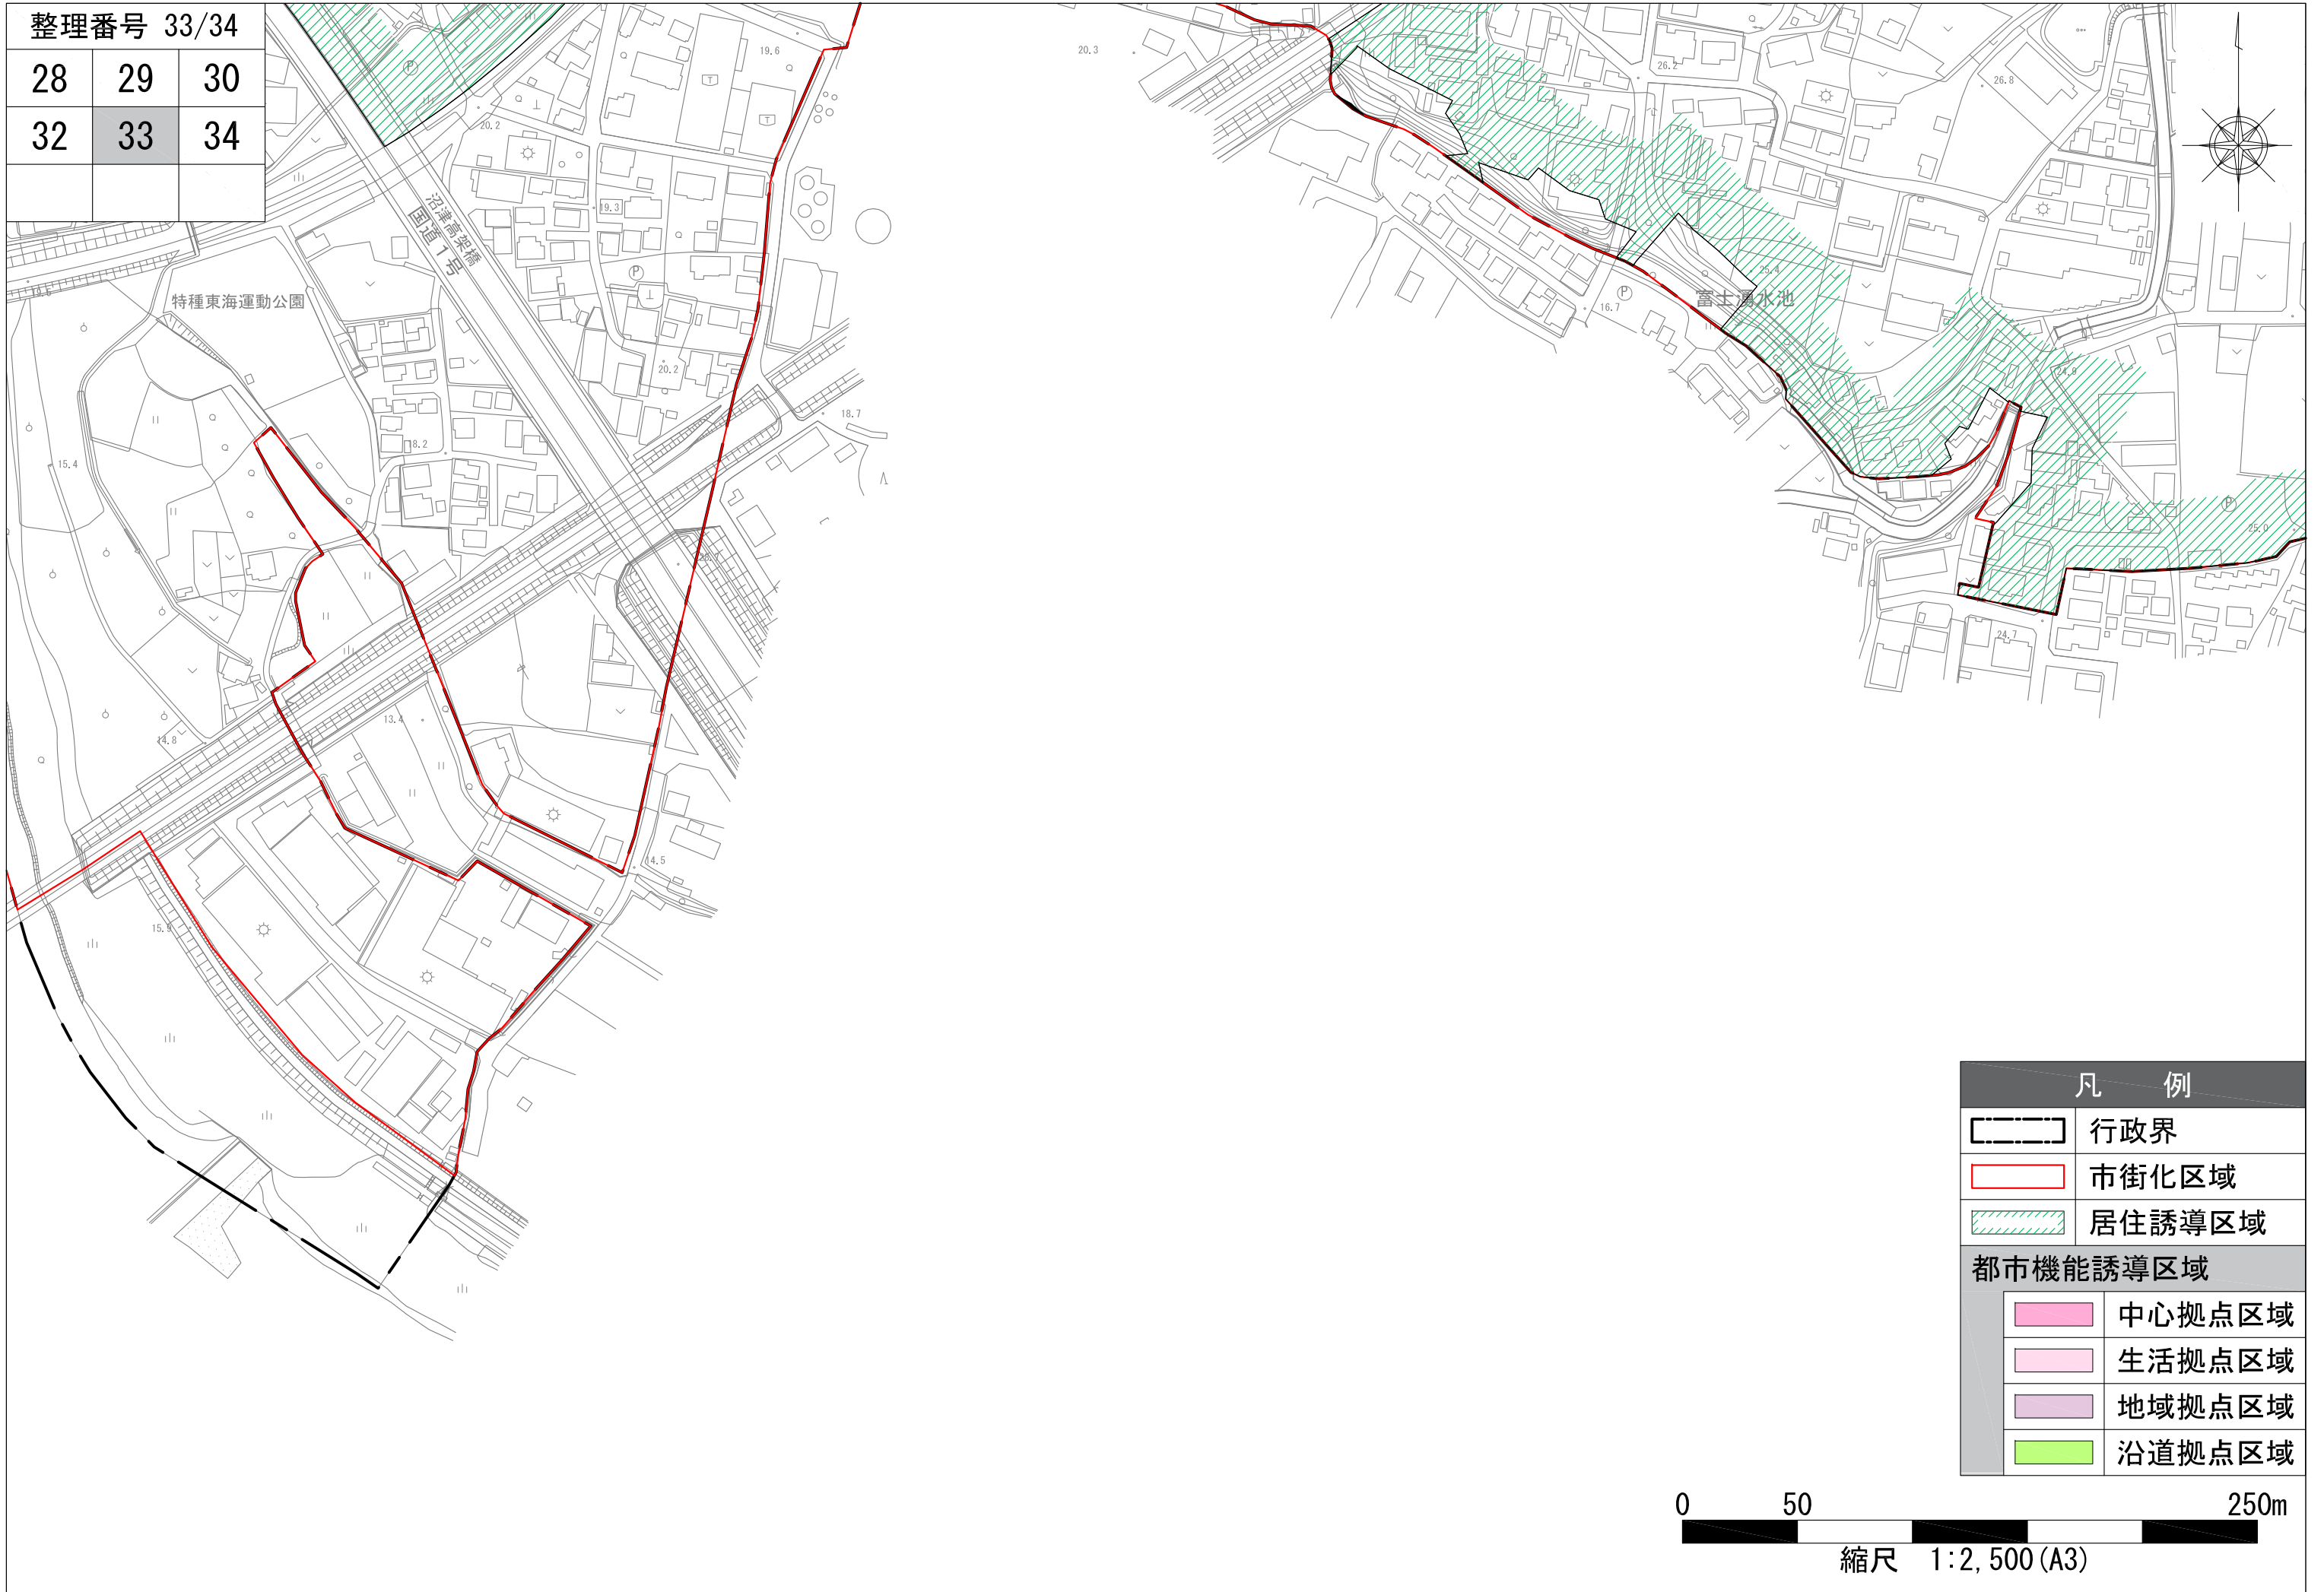 整理番号 33/34
28 29 30
32 33 34
19.6
20.3
26.2
26.8
20.2
19.3
沼津高架橋
国道1号
特種東海運動公園
19.6
25.4
富士湧水池
16.7
20.2
24.9
18.7
18.2
15.4
25.0
24.7
13.4
14.8
14.5
15.9
凡 例
行政界
市街化区域
居住誘導区域
都市機能誘導区域
中心拠点区域
生活拠点区域
地域拠点区域
沿道拠点区域
0 50 250m
縮尺 1:2,500(A3)